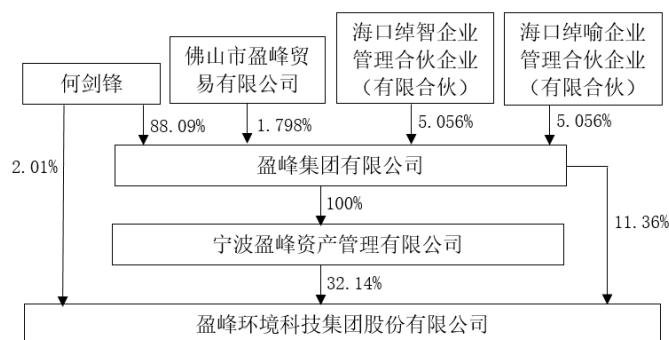 何剑锋
佛山市盈峰贸
易有限公司
海口绰智企业
管理合伙企业
（有限合伙）
海口绰喻企业
管理合伙企业
（有限合伙）
2.01%
88.09%
1.798%
5.056%
5.056%
盈峰集团有限公司
100%
11.36%
宁波盈峰资产管理有限公司
32.14%
盈峰环境科技集团股份有限公司